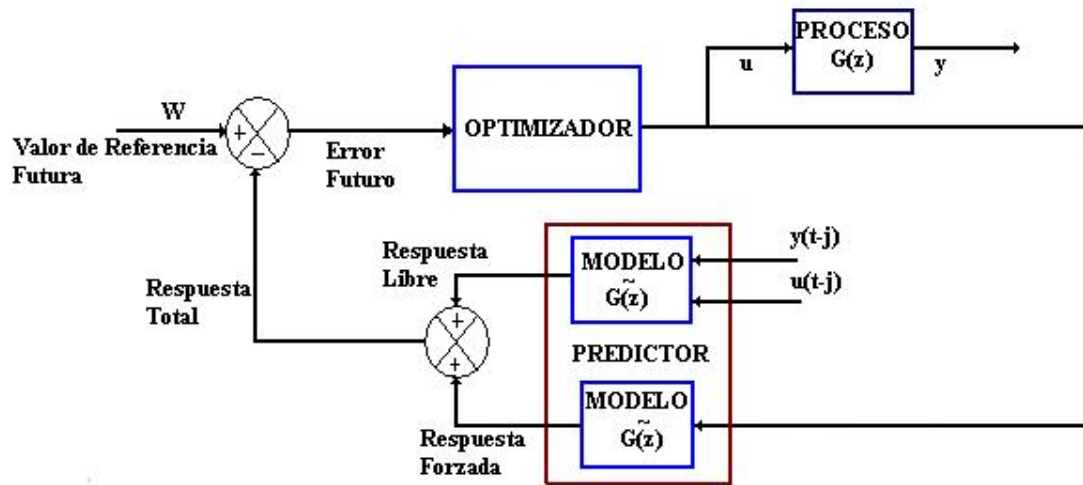 PROCESO
G(z)
u
y
W
+
−
Valor de Referencia
Futura
Error
Futuro
OPTIMIZADOR
Respuesta
Libre
MODELO
G̃(z)
y(t-j)
u(t-j)
Respuesta
Total
+
+
PREDICTOR
MODELO
G̃(z)
Respuesta
Forzada